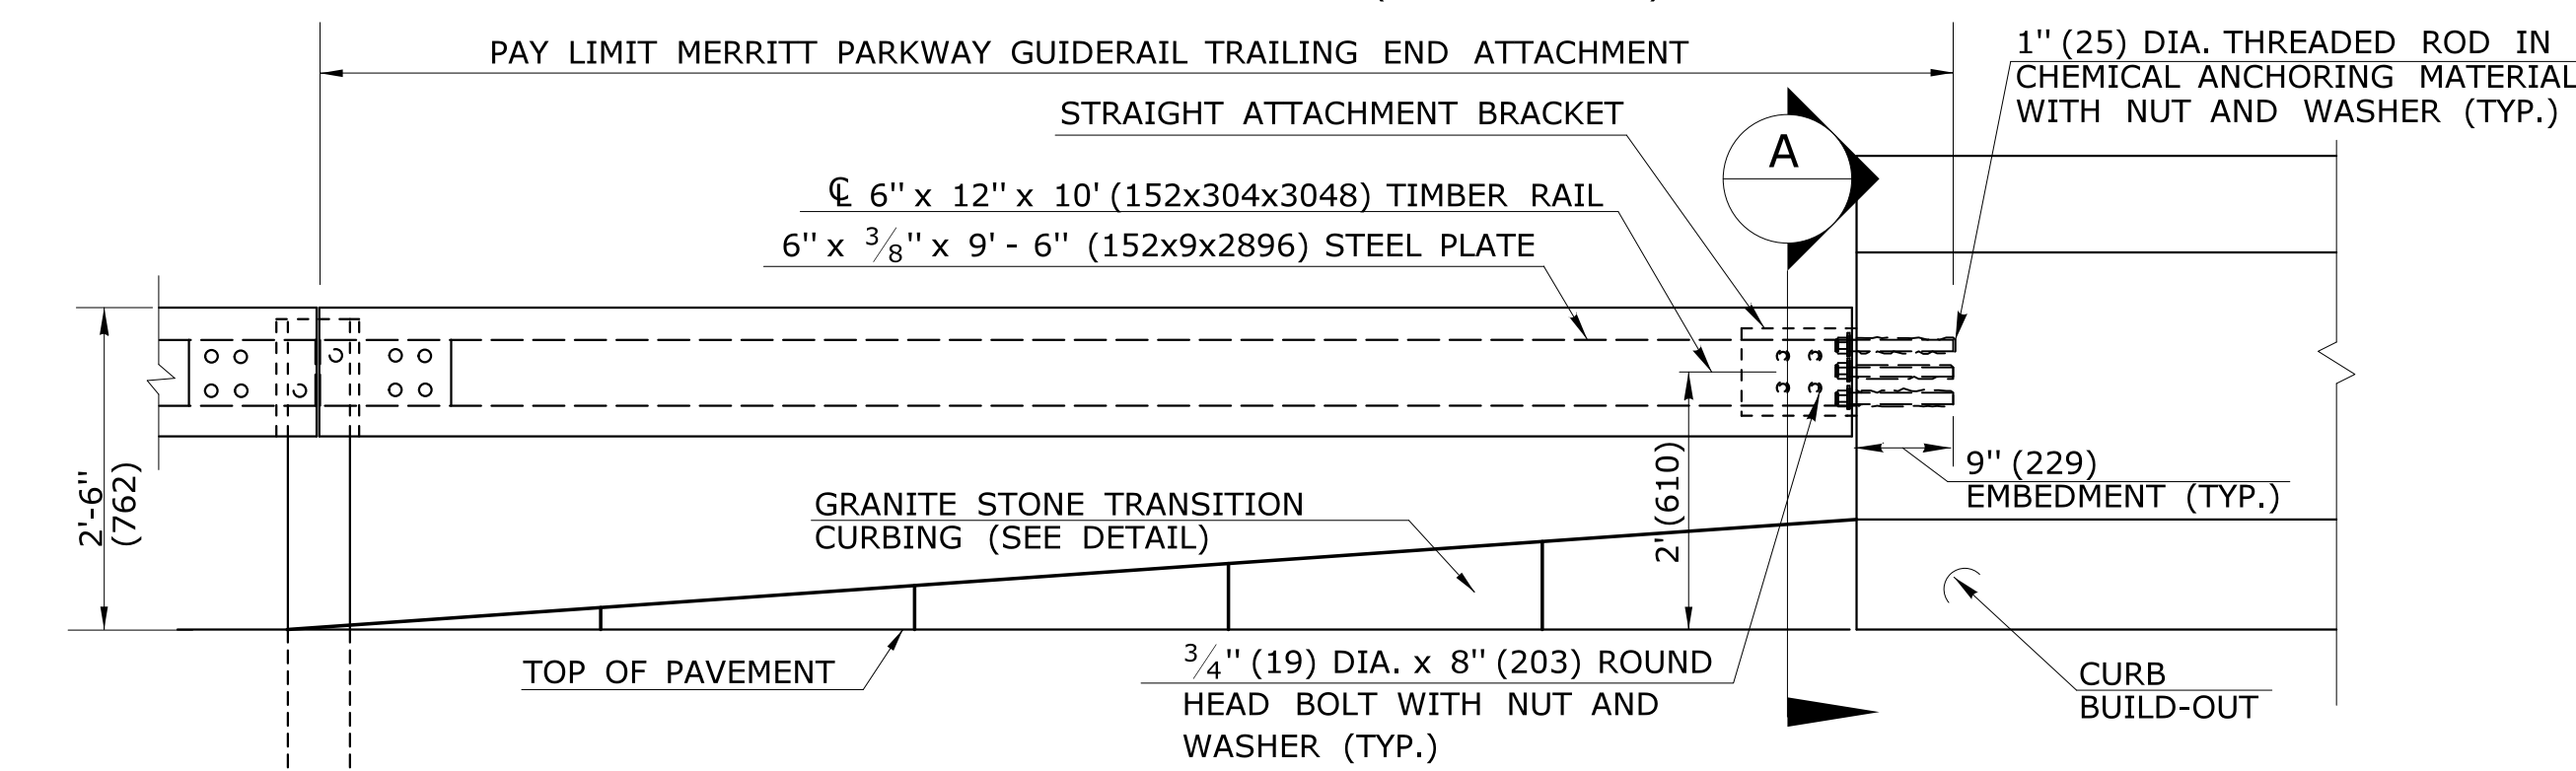 PAY LIMIT MERRITT PARKWAY GUIDERAIL TRAILING END ATTACHMENT
1" (25) DIA. THREADED ROD IN
CHEMICAL ANCHORING MATERIAL
WITH NUT AND WASHER (TYP.)
STRAIGHT ATTACHMENT BRACKET
A
℄ 6" x 12" x 10' (152x304x3048) TIMBER RAIL
6" x 3/8" x 9' - 6" (152x9x2896) STEEL PLATE
2'-6"
(762)
2' (610)
9" (229)
EMBEDMENT (TYP.)
GRANITE STONE TRANSITION
CURBING (SEE DETAIL)
TOP OF PAVEMENT
3/4" (19) DIA. x 8" (203) ROUND
HEAD BOLT WITH NUT AND
WASHER (TYP.)
CURB
BUILD-OUT